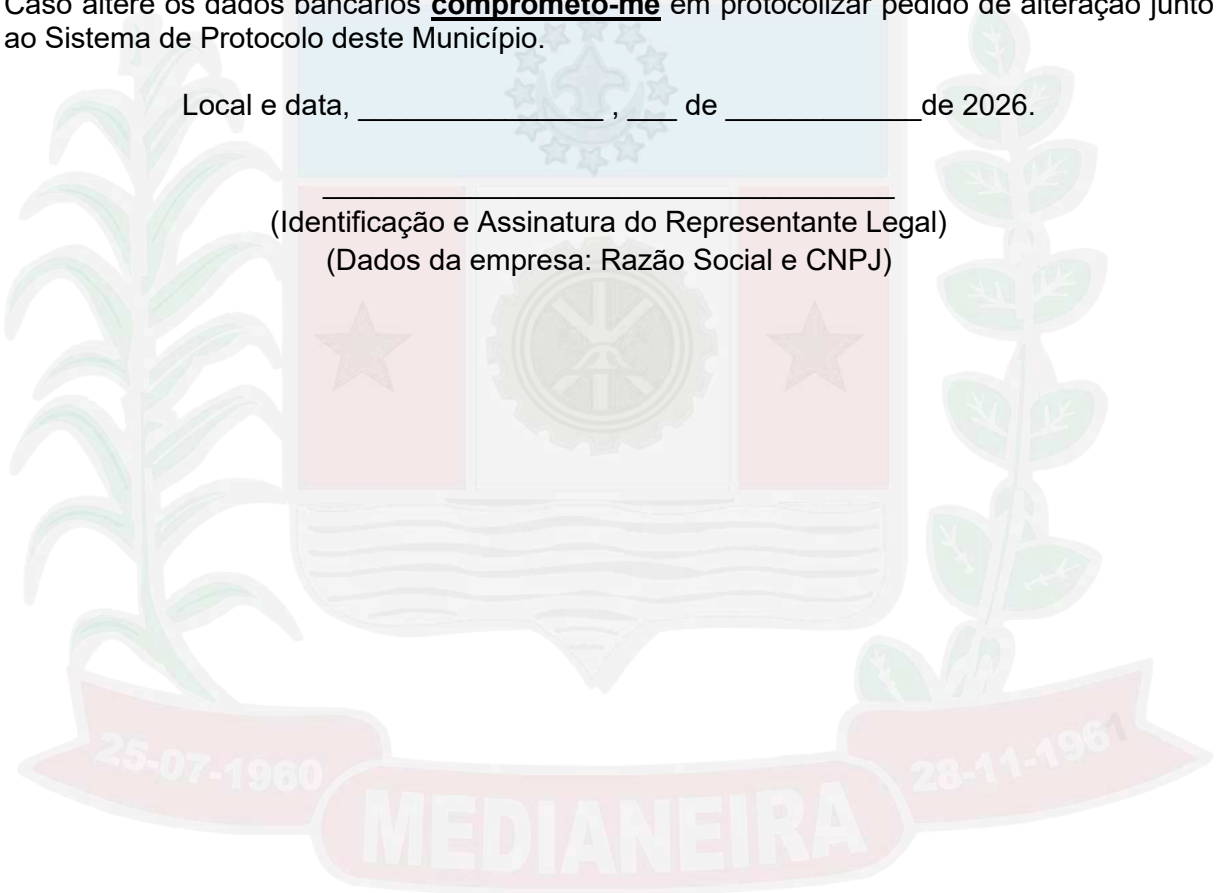 Caso altere os dados bancários comprometo-me em protocolizar pedido de alteração junto
ao Sistema de Protocolo deste Município.
Local e data, _______________ , ___ de ____________de 2026.
___________________________________
(Identificação e Assinatura do Representante Legal)
(Dados da empresa: Razão Social e CNPJ)
25-07-1960
28-11-1961
MEDIANEIRA